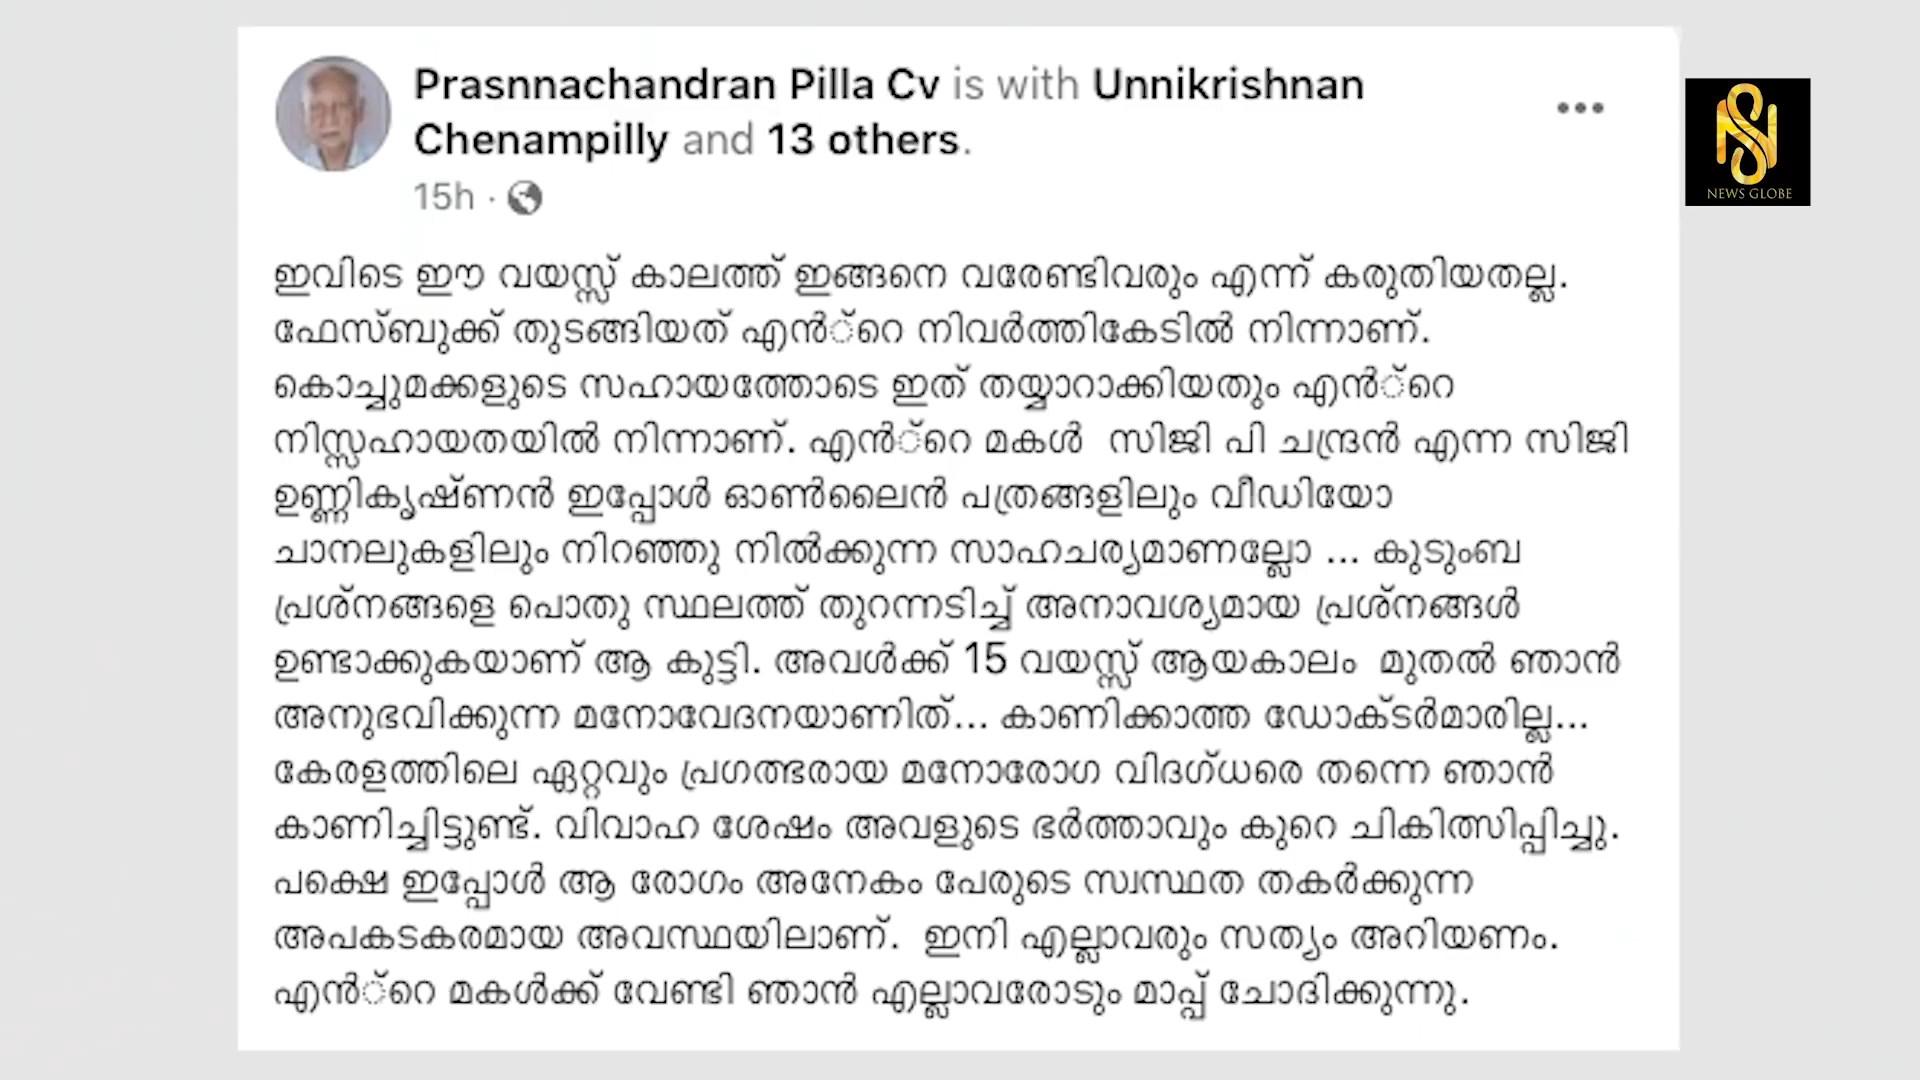 Prasnnachandran Pilla Cv is with Unnikrishnan
Chenampilly and 13 others.
15h ·
NEWS GLOBE
ഇവിടെ ഈ വയസ്സ് കാലത്ത് ഇങ്ങനെ വരേണ്ടിവരും എന്ന് കരുതിയതല്ല.
ഫേസ്ബുക്ക് തുടങ്ങിയത് എൻ്റെ നിവർത്തികേടിൽ നിന്നാണ്.
കൊച്ചുമക്കളുടെ സഹായത്തോടെ ഇത് തയ്യാറാക്കിയതും എൻ്റെ
നിസ്സഹായതയിൽ നിന്നാണ്. എൻ്റെ മകൾ സിജി പി ചന്ദ്രൻ എന്ന സിജി
ഉണ്ണികൃഷ്ണൻ ഇപ്പോൾ ഓൺലൈൻ പത്രങ്ങളിലും വീഡിയോ
ചാനലുകളിലും നിറഞ്ഞു നിൽക്കുന്ന സാഹചര്യമാണല്ലോ ... കുടുംബ
പ്രശ്നങ്ങളെ പൊതു സ്ഥലത്ത് തുറന്നടിച്ച് അനാവശ്യമായ പ്രശ്നങ്ങൾ
ഉണ്ടാക്കുകയാണ് ആ കുട്ടി. അവൾക്ക് 15 വയസ്സ് ആയകാലം മുതൽ ഞാൻ
അനുഭവിക്കുന്ന മനോവേദനയാണിത്... കാണിക്കാത്ത ഡോക്ടർമാരില്ല...
കേരളത്തിലെ ഏറ്റവും പ്രഗത്ഭരായ മനോരോഗ വിദഗ്ധരെ തന്നെ ഞാൻ
കാണിച്ചിട്ടുണ്ട്. വിവാഹ ശേഷം അവളുടെ ഭർത്താവും കുറെ ചികിത്സിപ്പിച്ചു.
പക്ഷെ ഇപ്പോൾ ആ രോഗം അനേകം പേരുടെ സ്വസ്ഥത തകർക്കുന്ന
അപകടകരമായ അവസ്ഥയിലാണ്. ഇനി എല്ലാവരും സത്യം അറിയണം.
എൻ്റെ മകൾക്ക് വേണ്ടി ഞാൻ എല്ലാവരോടും മാപ്പ് ചോദിക്കുന്നു.